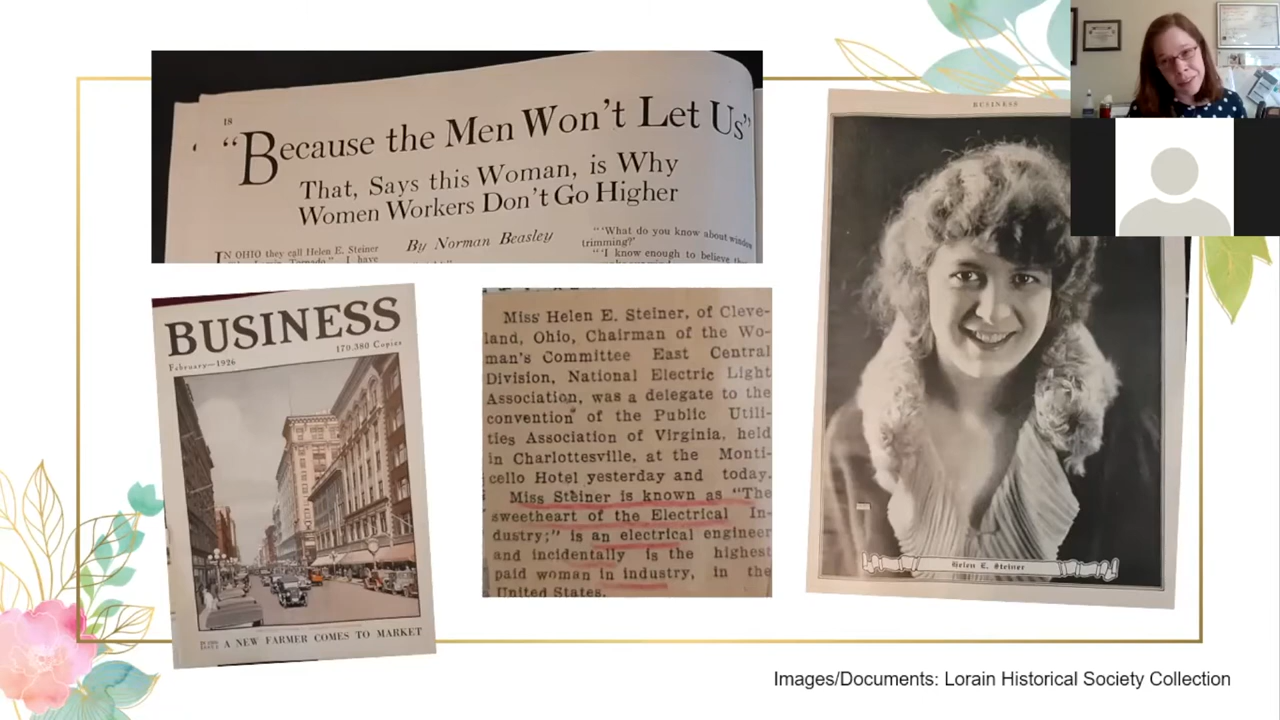 18
"Because the Men Won't Let Us"
That, Says this Woman, is Why
Women Workers Don't Go Higher
By Norman Beasley
IN OHIO they call Helen E. Steiner
I have
"'What do you know about window
trimming?'
"'I know enough to believe
BUSINESS
170,380 Copies
February—1926
A NEW FARMER COMES TO MARKET
Miss Helen E. Steiner, of Cleve-
land, Ohio, Chairman of the Wo-
man's Committee East Central
Division, National Electric Light
Association, was a delegate to the
convention of the Public Utili-
ties Association of Virginia, held
in Charlottesville, at the Monti-
cello Hotel yesterday and today.
Miss Steiner is known as "The
sweetheart of the Electrical In-
dustry;" is an electrical engineer
and incidentally is the highest
paid woman in industry, in the
United States.
BUSINESS
Helen E. Steiner
Images/Documents: Lorain Historical Society Collection